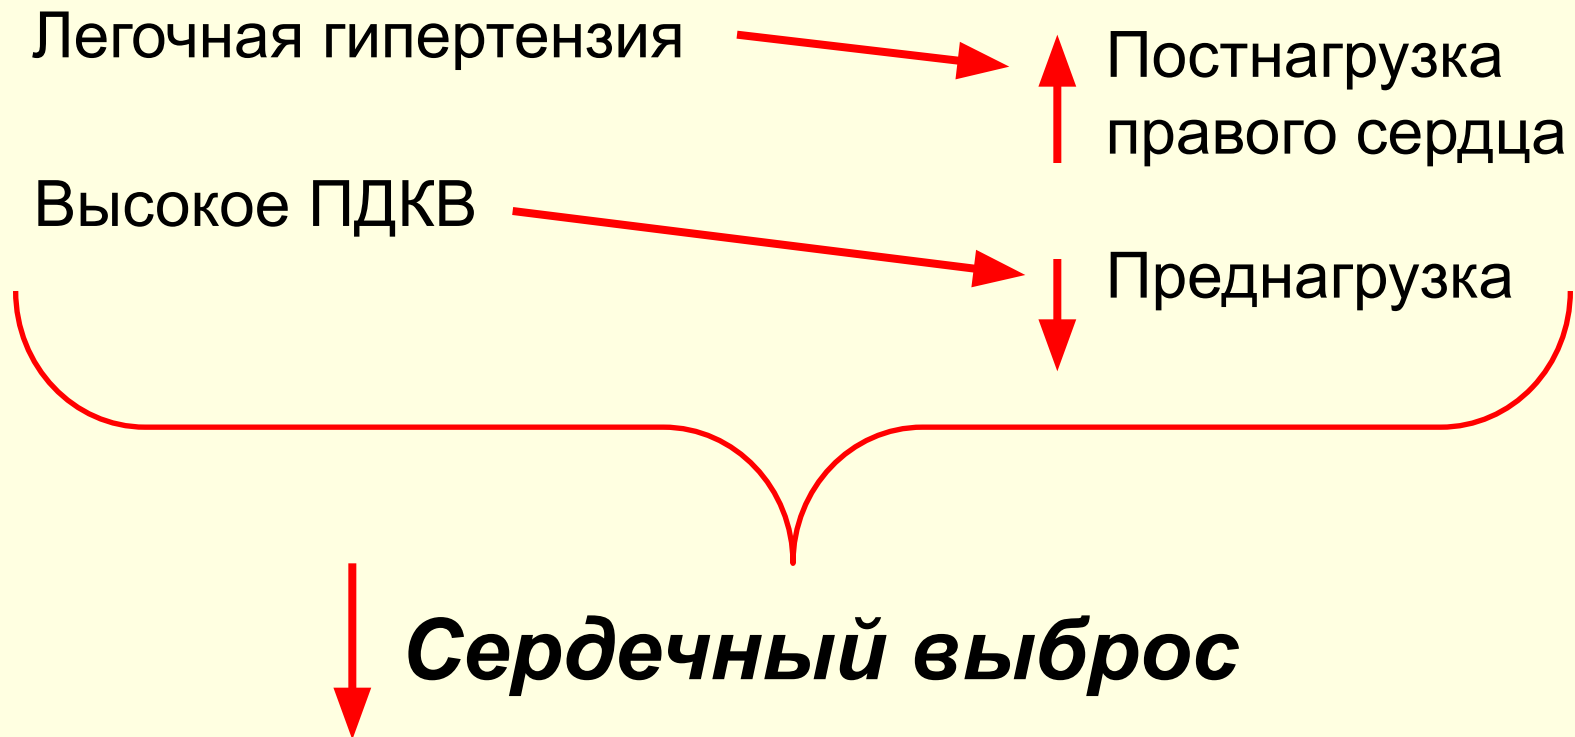 Легочная гипертензия
Постнагрузка
правого сердца
Высокое ПДКВ
Преднагрузка
Сердечный выброс